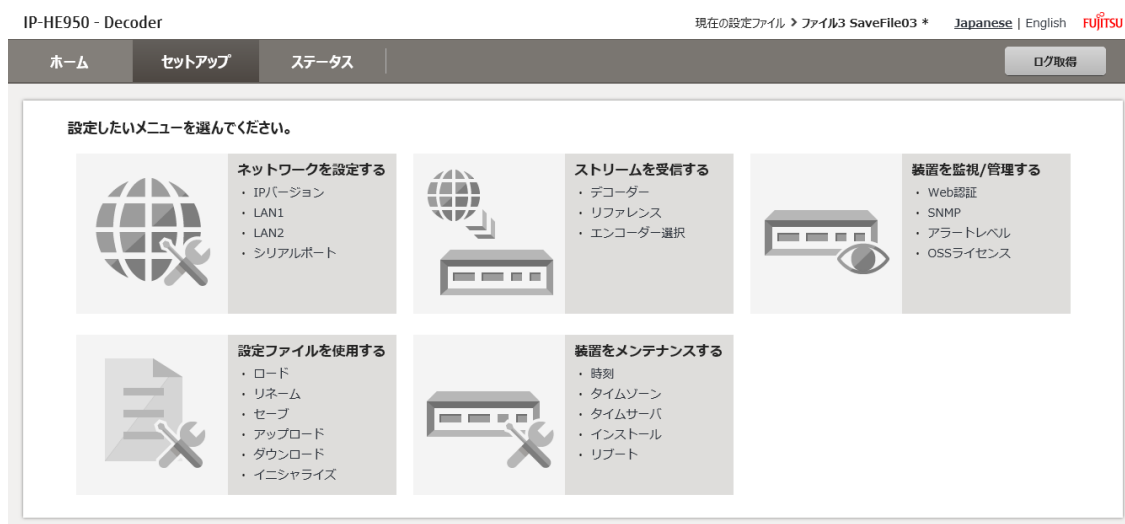 IP-HE950 - Decoder
現在の設定ファイル > ファイル3 SaveFile03 *
Japanese | English
FUJITSU
ホーム
セットアップ
ステータス
ログ取得
設定したいメニューを選んでください。
ネットワークを設定する
・ IPバージョン
・ LAN1
・ LAN2
・ シリアルポート
ストリームを受信する
・ デコーダー
・ リファレンス
・ エンコーダー選択
装置を監視/管理する
・ Web認証
・ SNMP
・ アラートレベル
・ OSSライセンス
設定ファイルを使用する
・ ロード
・ リネーム
・ セーブ
・ アップロード
・ ダウンロード
・ イニシャライズ
装置をメンテナンスする
・ 時刻
・ タイムゾーン
・ タイムサーバ
・ インストール
・ リブート